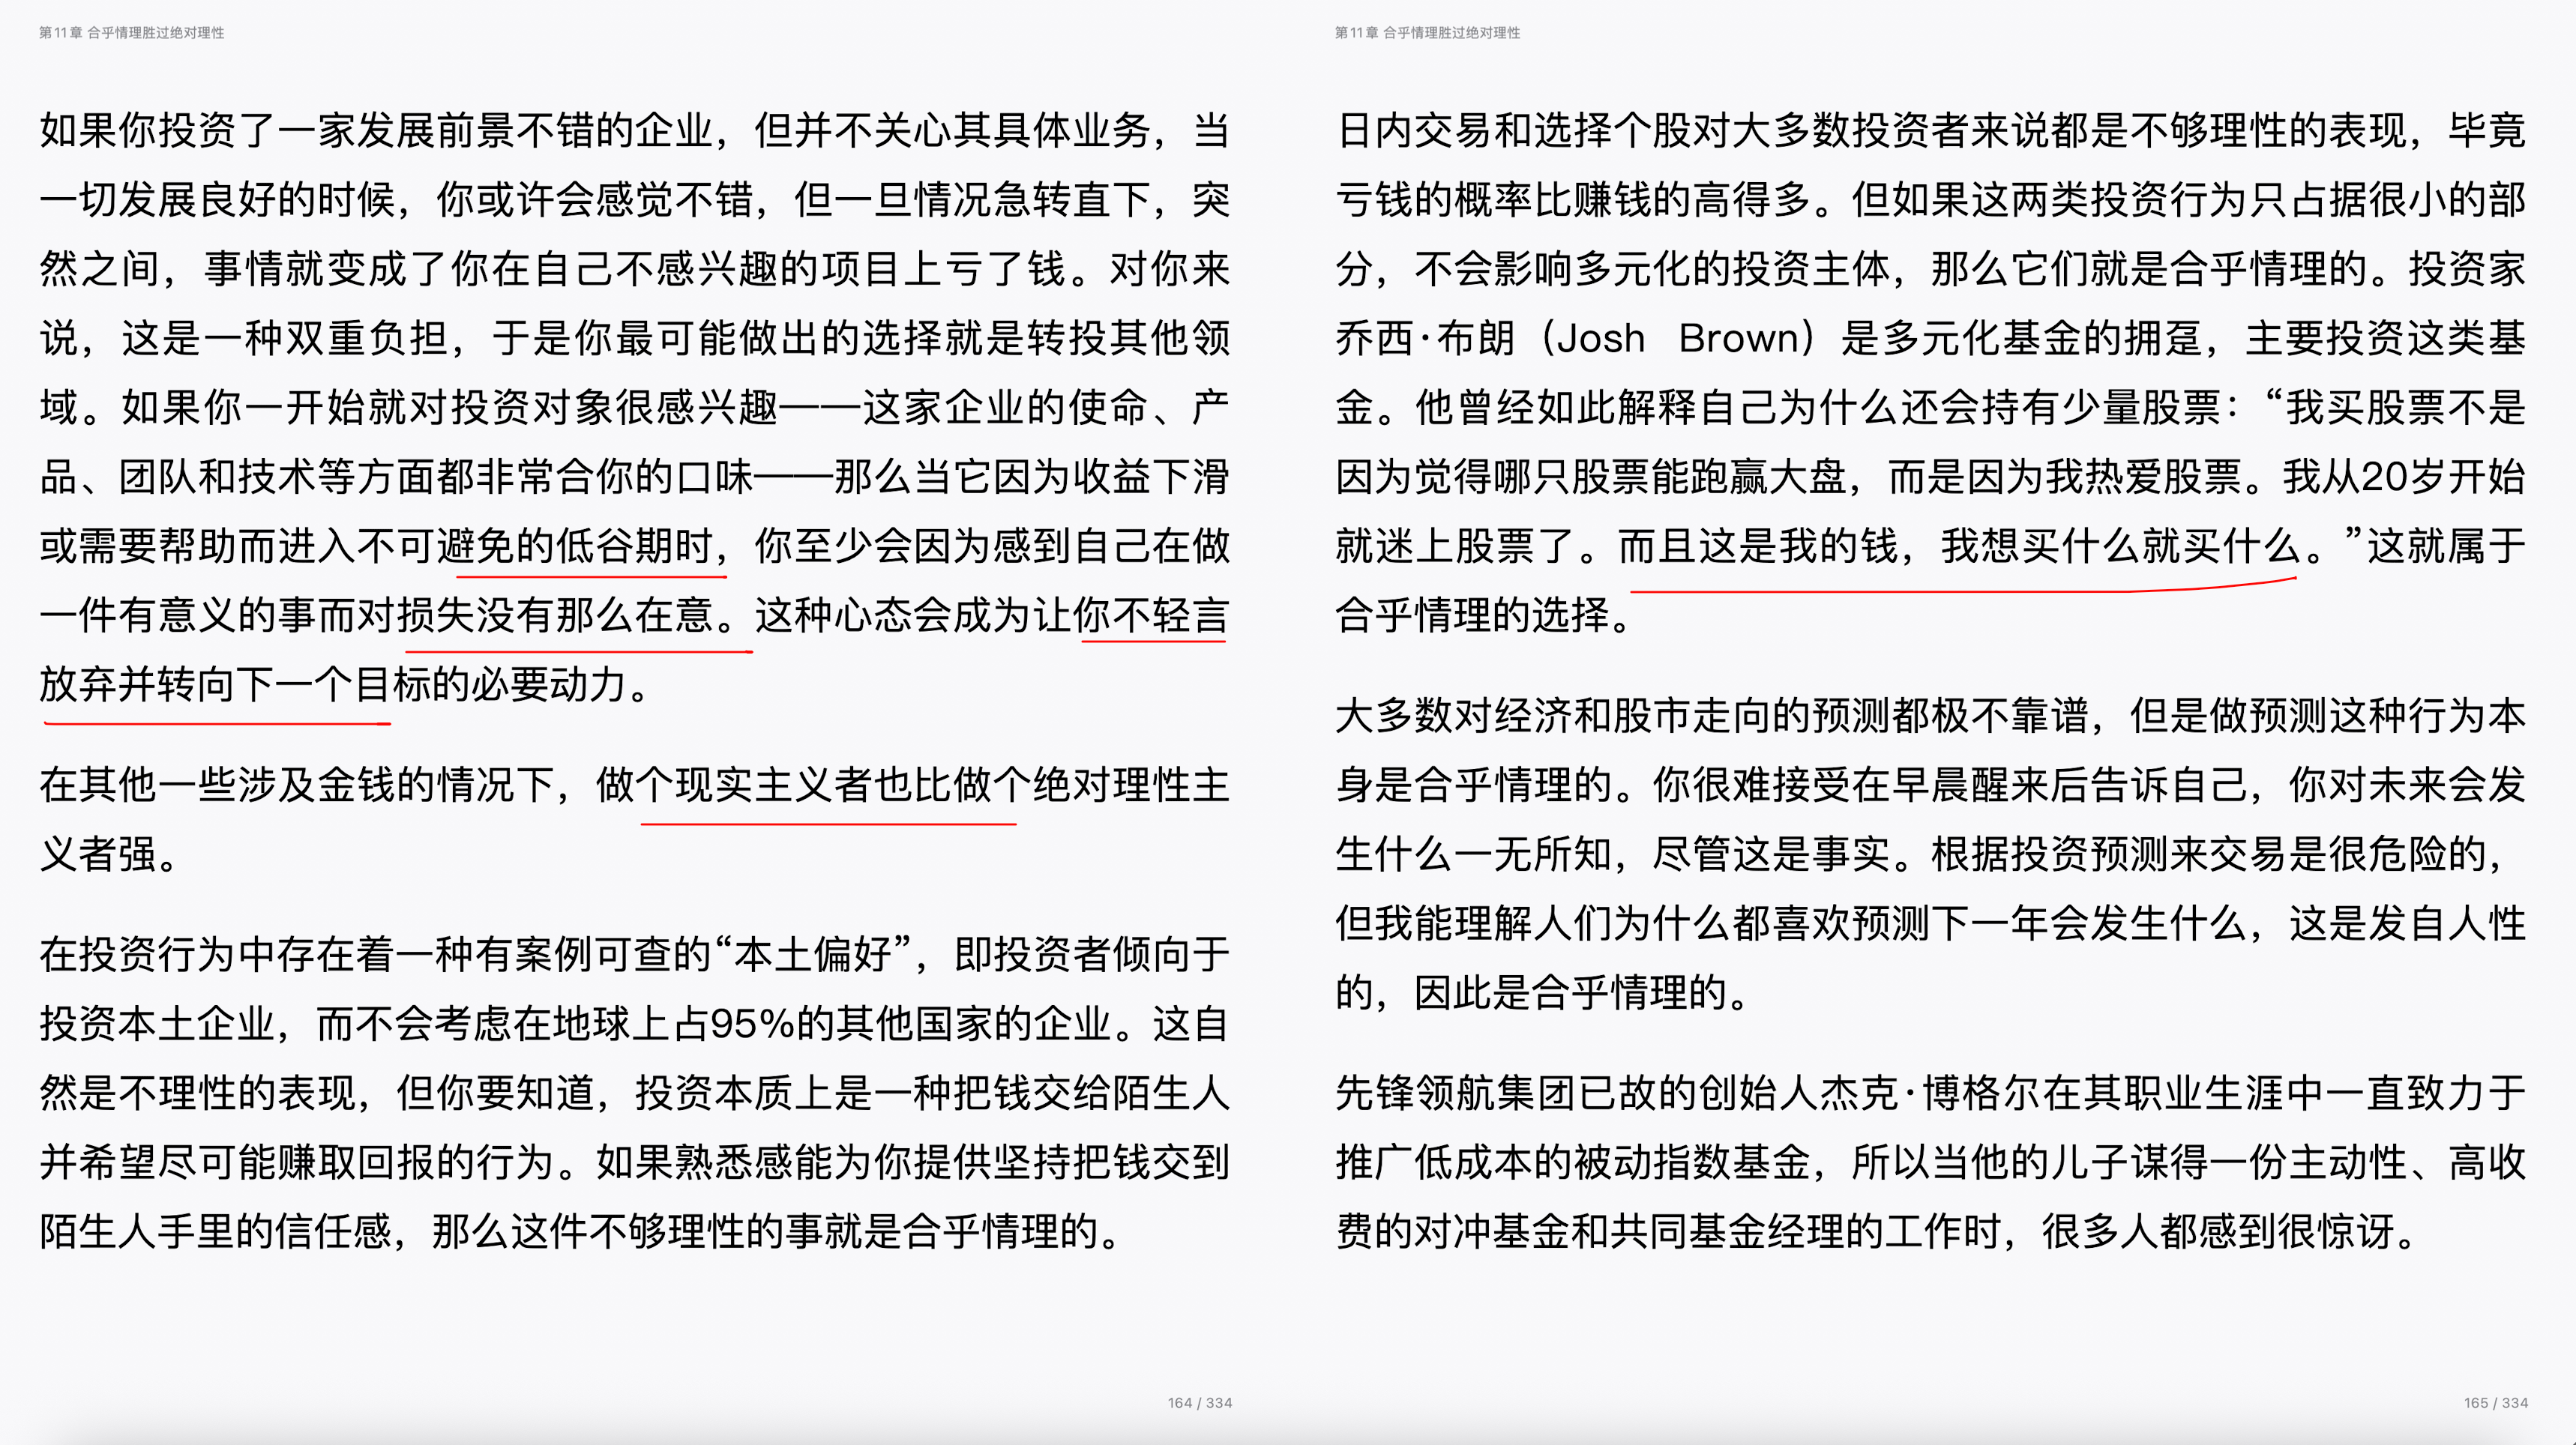 第11章 合乎情理胜过绝对理性
如果你投资了一家发展前景不错的企业，但并不关心其具体业务，当
一切发展良好的时候，你或许会感觉不错，但一旦情况急转直下，突
然之间，事情就变成了你在自己不感兴趣的项目上亏了钱。对你来
说，这是一种双重负担，于是你最可能做出的选择就是转投其他领
域。如果你一开始就对投资对象很感兴趣——这家企业的使命、产
品、团队和技术等方面都非常合你的口味——那么当它因为收益下滑
或需要帮助而进入不可避免的低谷期时，你至少会因为感到自己在做
一件有意义的事而对损失没有那么在意。这种心态会成为让你不轻言
放弃并转向下一个目标的必要动力。
在其他一些涉及金钱的情况下，做个现实主义者也比做个绝对理性主
义者强。
在投资行为中存在着一种有案例可查的“本土偏好”，即投资者倾向于
投资本土企业，而不会考虑在地球上占95%的其他国家的企业。这自
然是不理性的表现，但你要知道，投资本质上是一种把钱交给陌生人
并希望尽可能赚取回报的行为。如果熟悉感能为你提供坚持把钱交到
陌生人手里的信任感，那么这件不够理性的事就是合乎情理的。
164 / 334
第11章 合乎情理胜过绝对理性
日内交易和选择个股对大多数投资者来说都是不够理性的表现，毕竟
亏钱的概率比赚钱的高得多。但如果这两类投资行为只占据很小的部
分，不会影响多元化的投资主体，那么它们就是合乎情理的。投资家
乔西·布朗（Josh Brown）是多元化基金的拥趸，主要投资这类基
金。他曾经如此解释自己为什么还会持有少量股票：“我买股票不是
因为觉得哪只股票能跑赢大盘，而是因为我热爱股票。我从20岁开始
就迷上股票了。而且这是我的钱，我想买什么就买什么。”这就属于
合乎情理的选择。
大多数对经济和股市走向的预测都极不靠谱，但是做预测这种行为本
身是合乎情理的。你很难接受在早晨醒来后告诉自己，你对未来会发
生什么一无所知，尽管这是事实。根据投资预测来交易是很危险的，
但我能理解人们为什么都喜欢预测下一年会发生什么，这是发自人性
的，因此是合乎情理的。
先锋领航集团已故的创始人杰克·博格尔在其职业生涯中一直致力于
推广低成本的被动指数基金，所以当他的儿子谋得一份主动性、高收
费的对冲基金和共同基金经理的工作时，很多人都感到很惊讶。
165 / 334